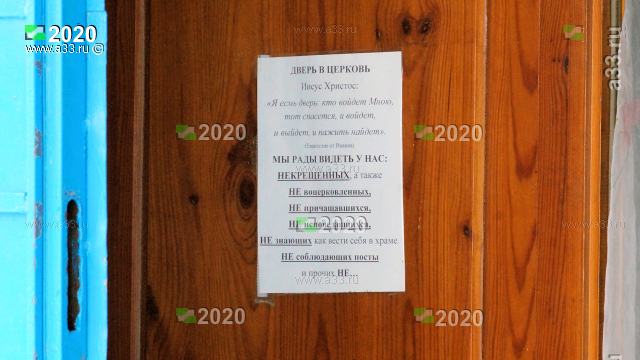 2020
www.a33.ru ©
ДВЕРЬ В ЦЕРКОВЬ
Иисус Христос:
«Я есмь дверь: кто войдет Мною,
тот спасется, и войдет,
и выйдет, и пажить найдет».
(Евангелие от Иоанна)
МЫ РАДЫ ВИДЕТЬ У НАС:
НЕКРЕЩЕННЫХ, а также
НЕ воцерковленных,
НЕ причащавшихся,
НЕ исповедавшихся,
НЕ знающих как вести себя в храме,
НЕ соблюдающих посты
и прочих НЕ...